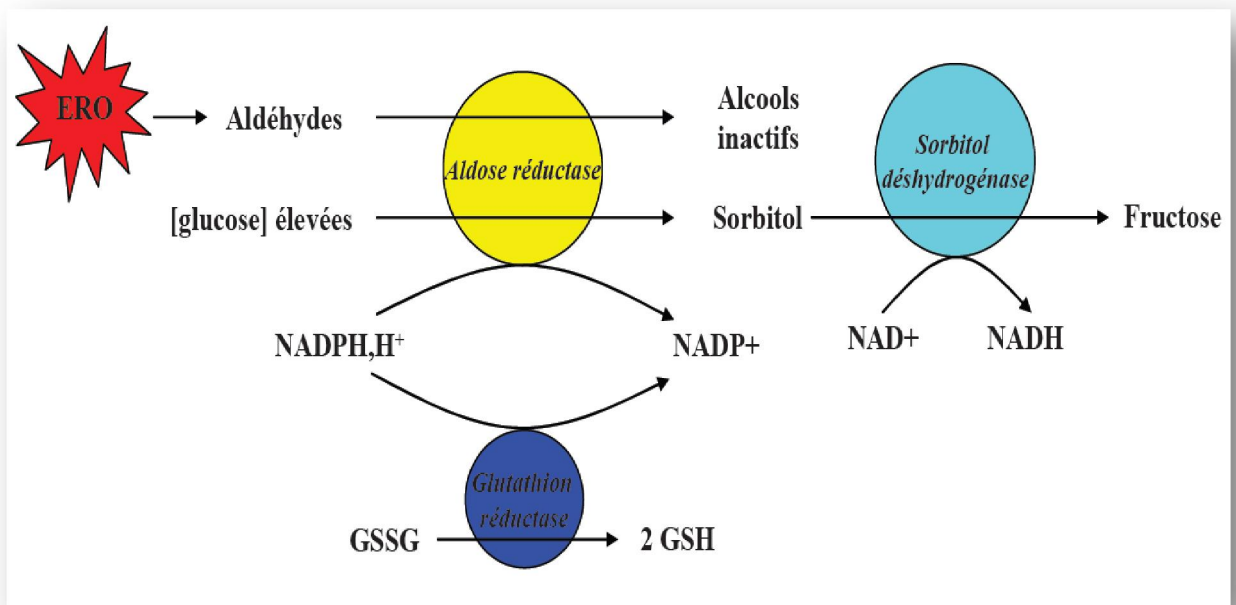 ERO
Aldéhydes
Alcools
inactifs
Aldose réductase
Sorbitol
déshydrogénase
[glucose] élevées
Sorbitol
Fructose
NADPH,H⁺
NADP+
NAD+
NADH
Glutathion
réductase
GSSG
2 GSH